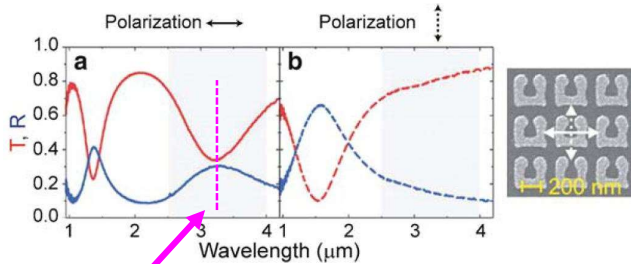 Polarization Polarization
a b
1.0
0.8
0.6
0.4
0.2
0.0
T, R
1 2 3 4 1 2 3 4
Wavelength (μm)
200 nm